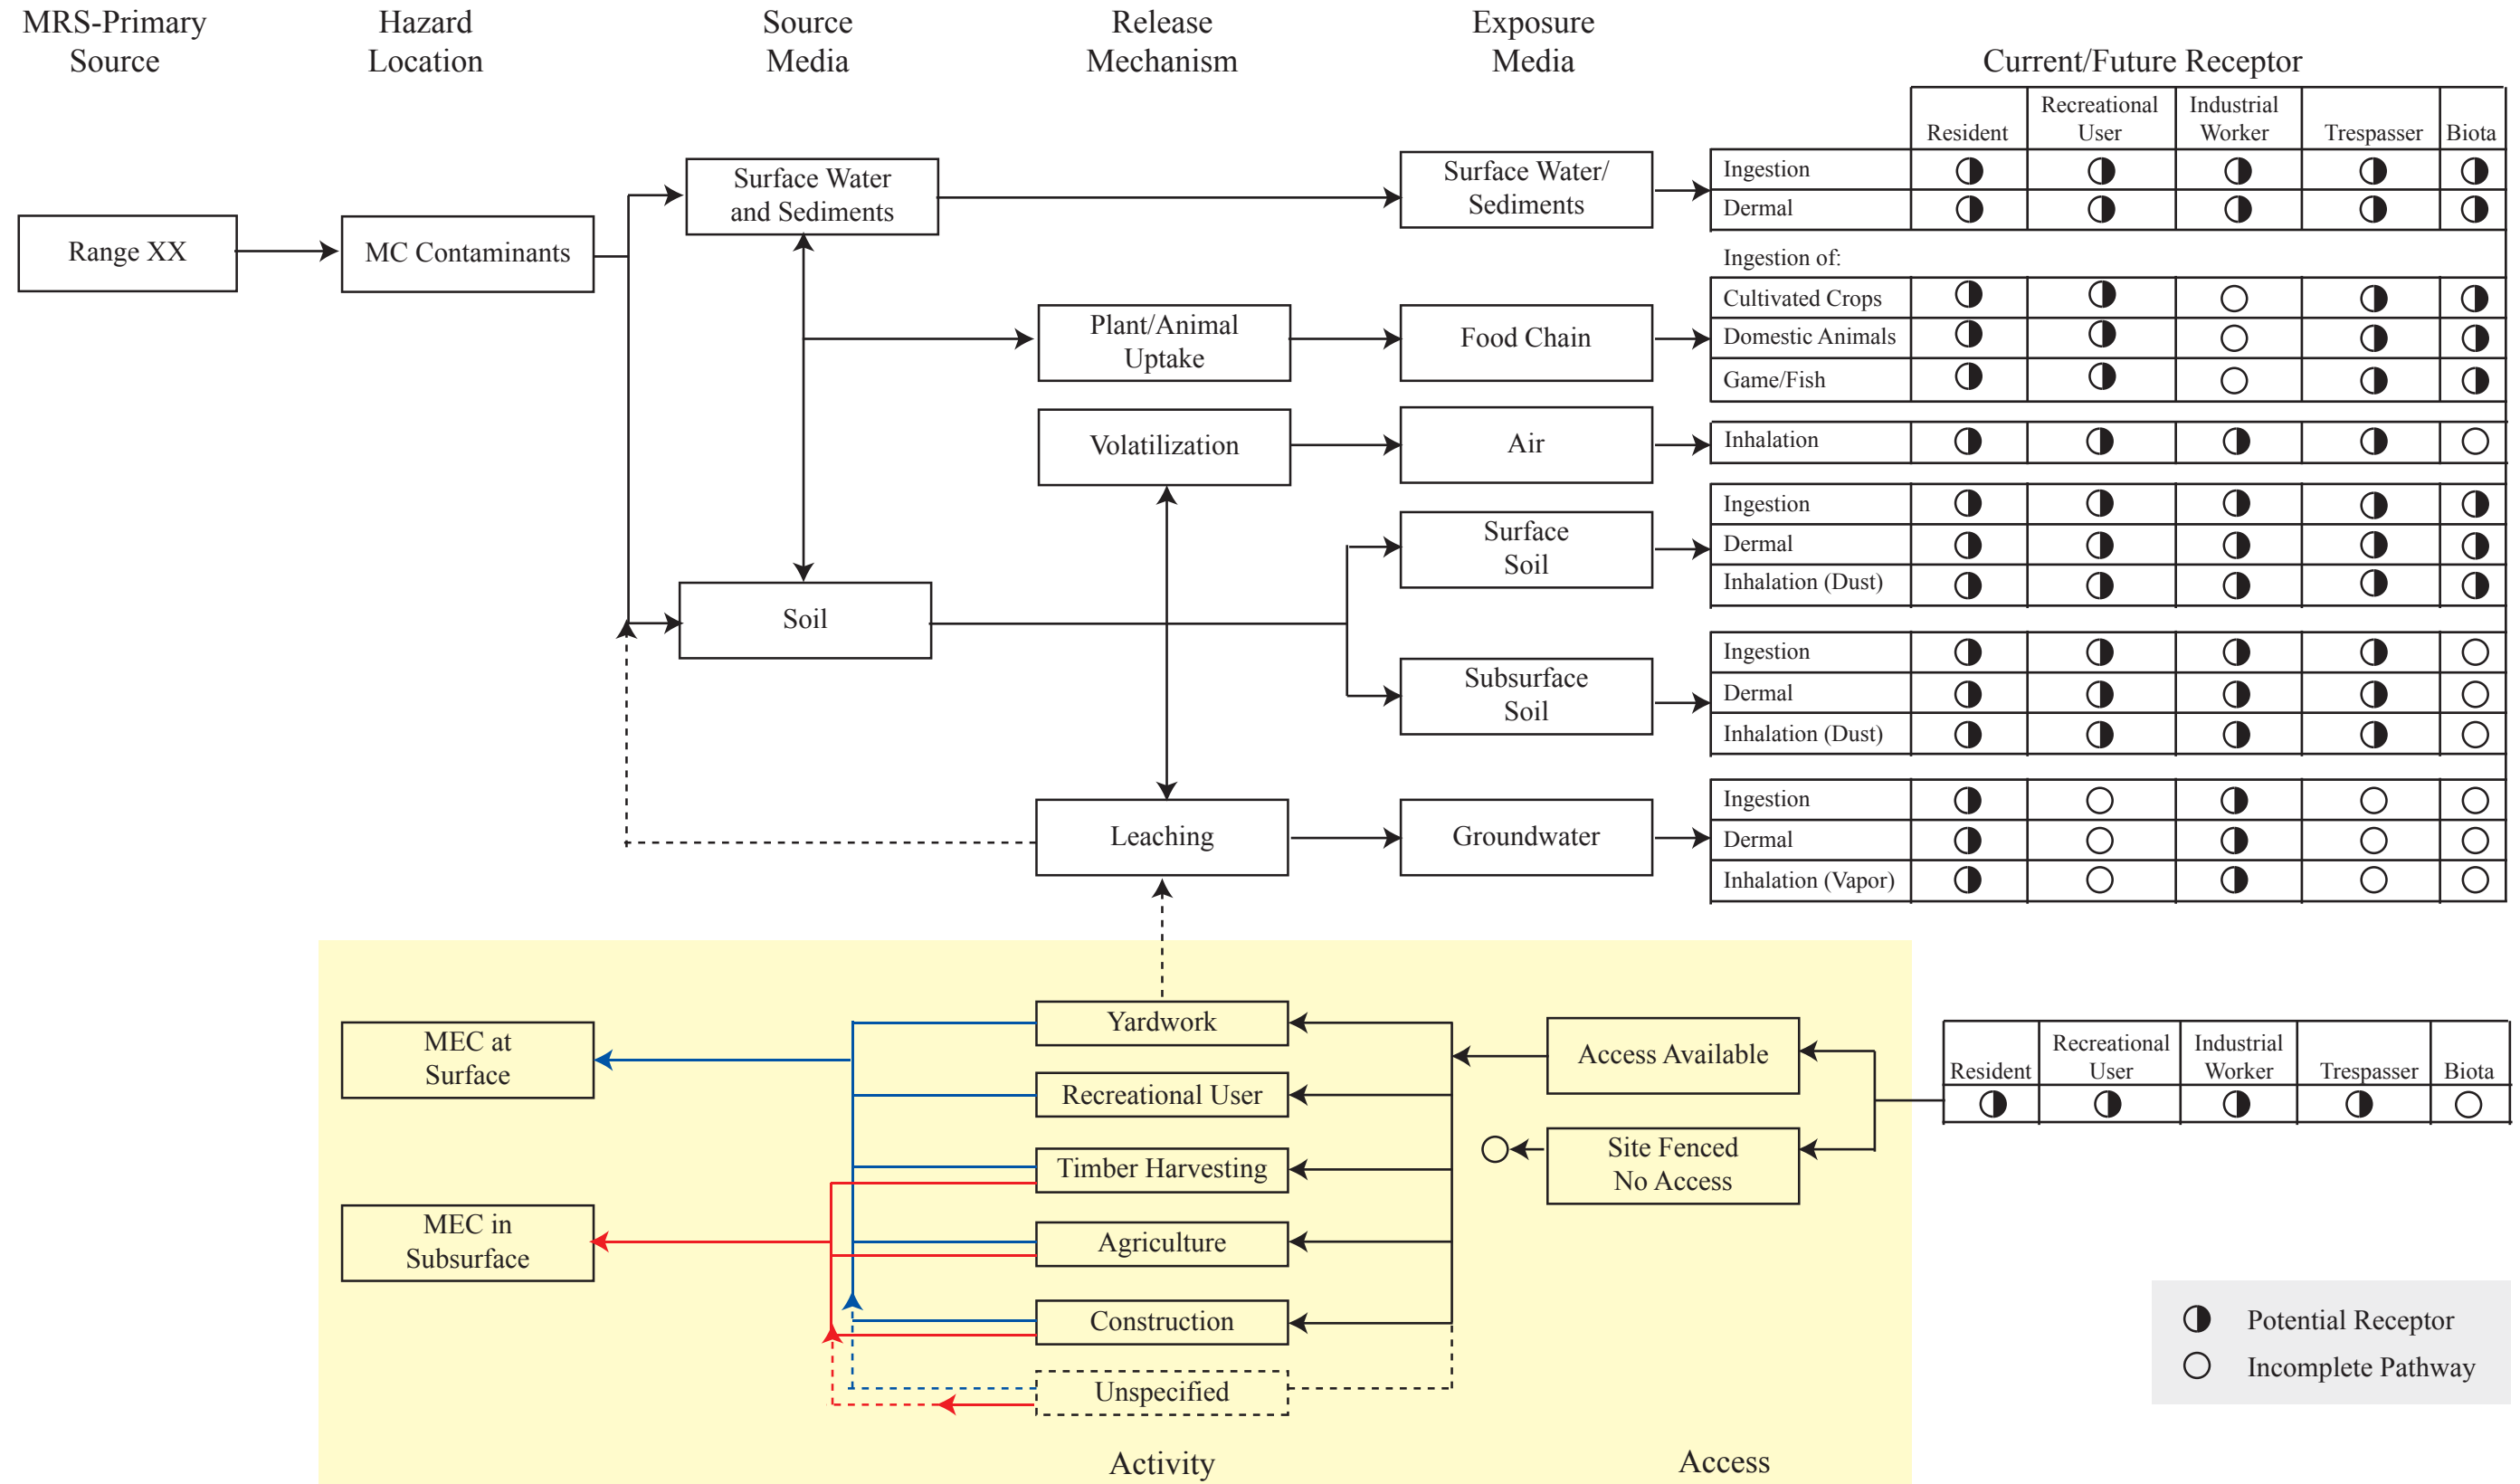 MRS-Primary
Source
Hazard
Location
Source
Media
Release
Mechanism
Exposure
Media
Current/Future Receptor
Resident
Recreational
User
Industrial
Worker
Trespasser
Biota
Range XX
MC Contaminants
Surface Water
and Sediments
Surface Water/
Sediments
Ingestion
Dermal
Ingestion of:
Plant/Animal
Uptake
Food Chain
Cultivated Crops
Domestic Animals
Game/Fish
Volatilization
Air
Inhalation
Soil
Surface
Soil
Ingestion
Dermal
Inhalation (Dust)
Subsurface
Soil
Ingestion
Dermal
Inhalation (Dust)
Leaching
Groundwater
Ingestion
Dermal
Inhalation (Vapor)
MEC at
Surface
MEC in
Subsurface
Yardwork
Recreational User
Timber Harvesting
Agriculture
Construction
Unspecified
Activity
Access Available
Site Fenced
No Access
Access
Resident
Recreational
User
Industrial
Worker
Trespasser
Biota
Potential Receptor
Incomplete Pathway